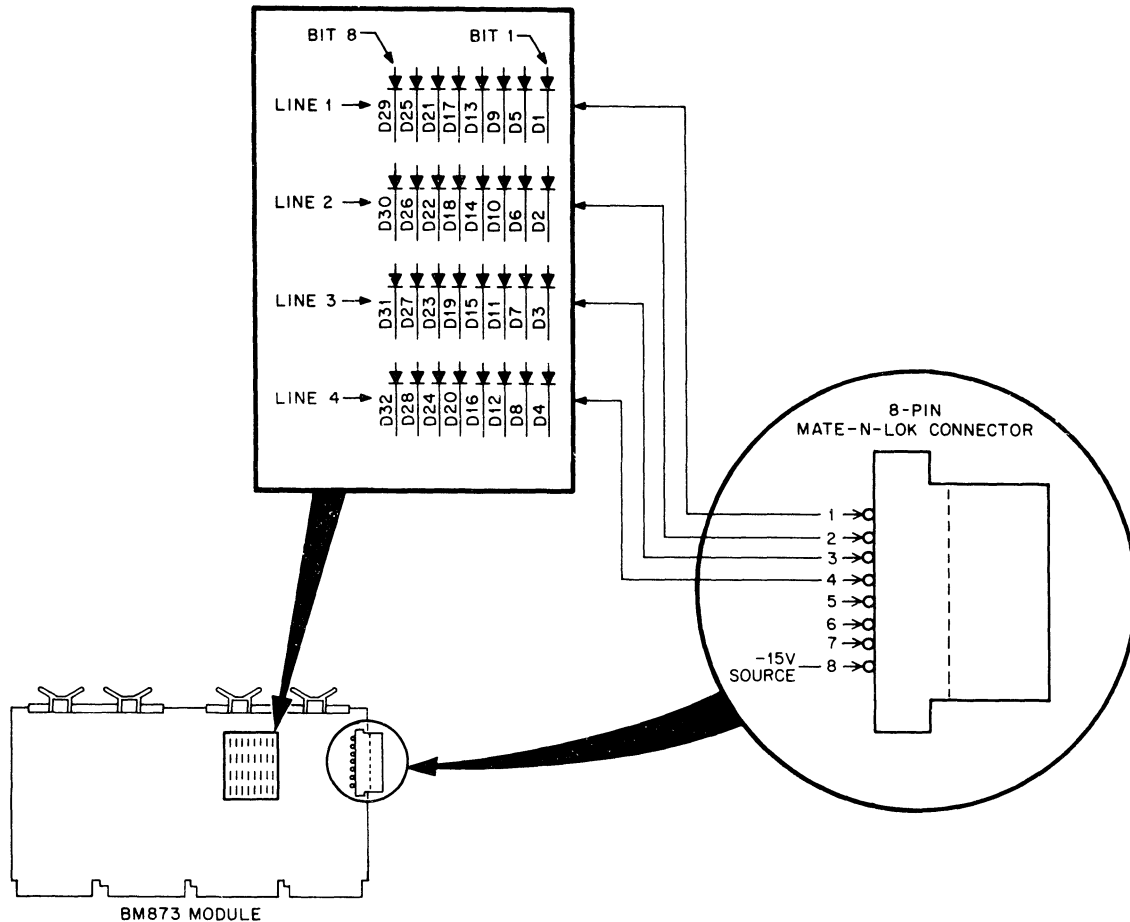 BIT 8 BIT 1
LINE 1
D29 D25 D21 D17 D13 D9 D5 D1
LINE 2
D30 D26 D22 D18 D14 D10 D6 D2
LINE 3
D31 D27 D23 D19 D15 D11 D7 D3
LINE 4
D32 D28 D24 D20 D16 D12 D8 D4
8-PIN
MATE-N-LOK CONNECTOR
1
2
3
4
5
6
7
-15V
SOURCE
8
BM873 MODULE